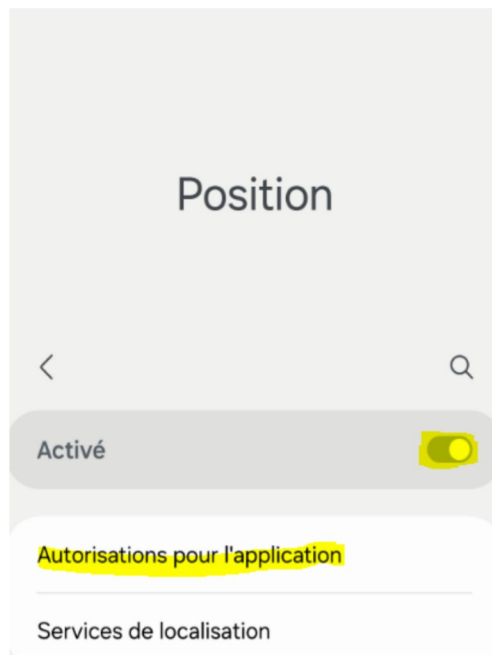 Position
Activé
Autorisations pour l'application
Services de localisation